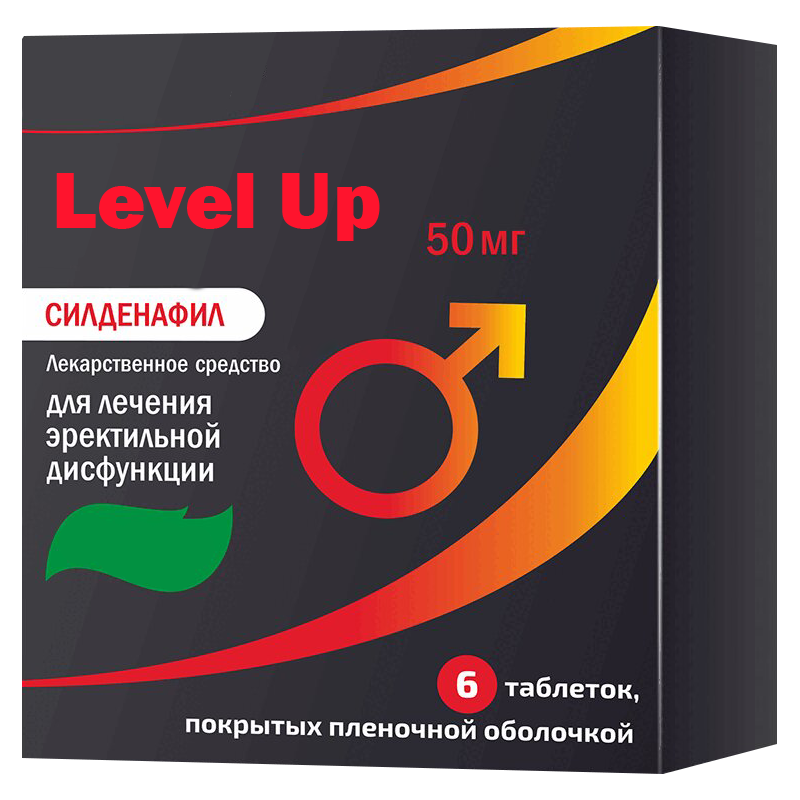 Level Up
50 мг
СИЛДЕНАФИЛ
Лекарственное средство
для лечения
эректильной
дисфункции
6 таблеток,
покрытых пленочной оболочкой